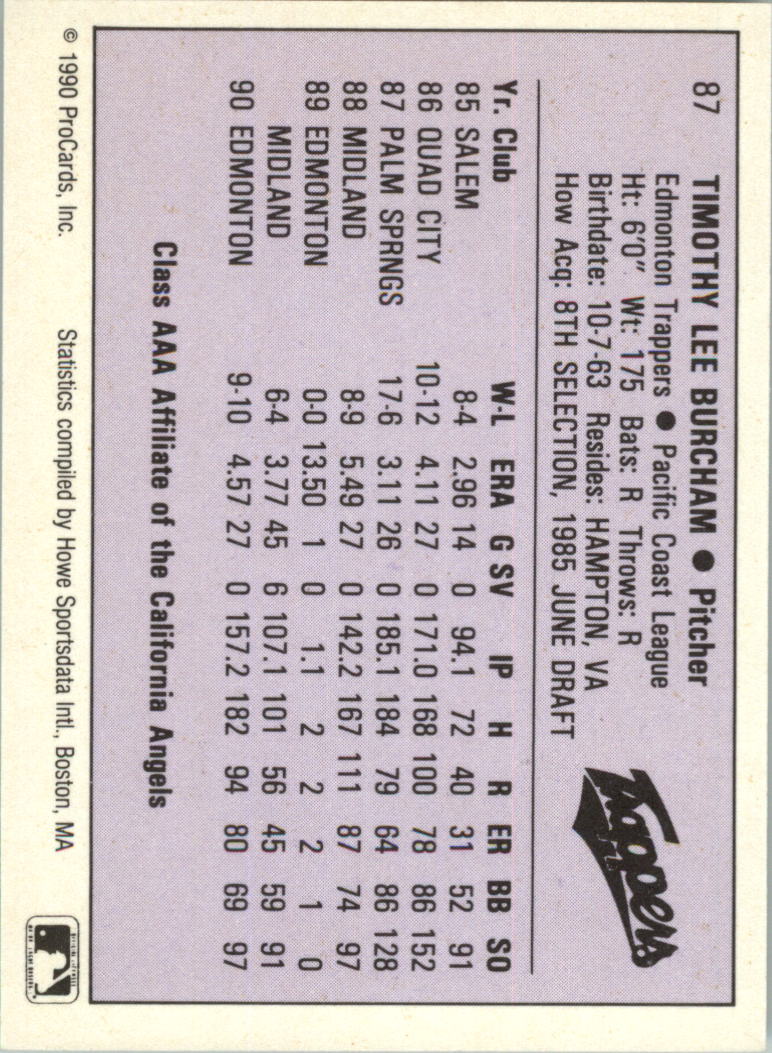 87 TIMOTHY LEE BURCHAM ● Pitcher
Edmonton Trappers ● Pacific Coast League
Ht: 6'0" Wt: 175 Bats: R Throws: R
Birthdate: 10-7-63 Resides: HAMPTON, VA
How Acq: 8TH SELECTION, 1985 JUNE DRAFT
Trappers
Yr. Club W-L ERA G SV IP H R ER BB SO
85 SALEM 8-4 2.96 14 0 94.1 72 40 31 52 91
86 QUAD CITY 10-12 4.11 27 0 171.0 168 100 78 86 152
87 PALM SPRNGS 17-6 3.11 26 0 185.1 184 79 64 86 128
88 MIDLAND 8-9 5.49 27 0 142.2 167 111 87 74 97
89 EDMONTON 0-0 13.50 1 0 1.1 2 2 2 1 0
MIDLAND 6-4 3.77 45 6 107.1 101 56 45 59 91
90 EDMONTON 9-10 4.57 27 0 157.2 182 94 80 69 97
Class AAA Affiliate of the California Angels
© 1990 ProCards, Inc. Statistics compiled by Howe Sportsdata Intl., Boston, MA